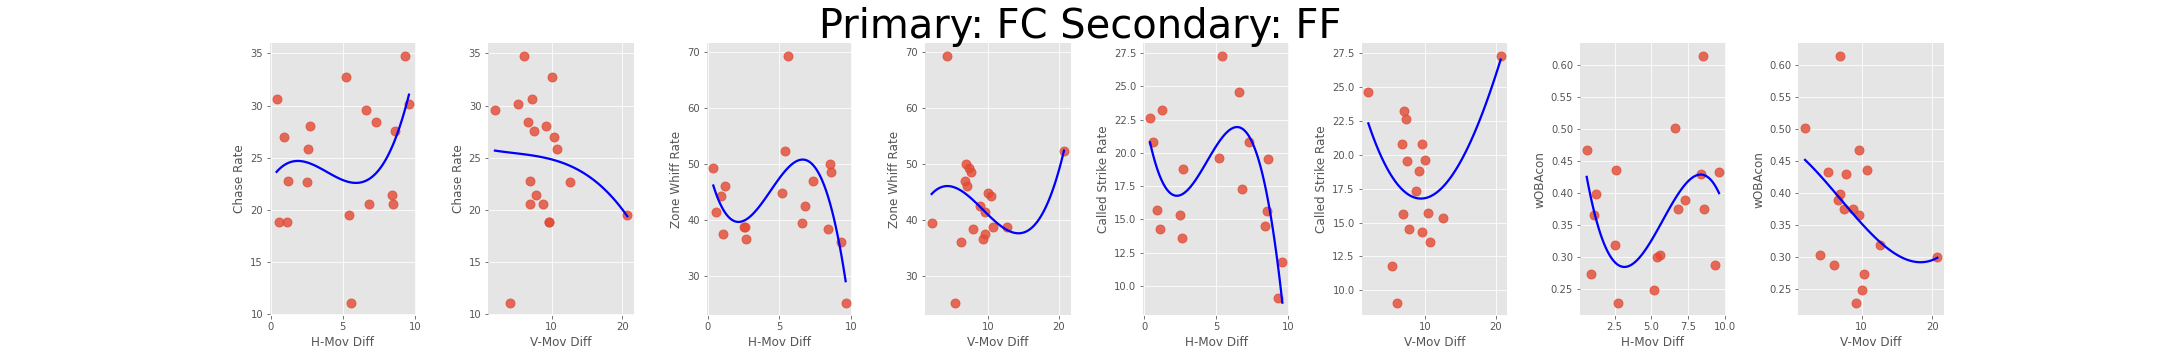 Primary: FC Secondary: FF
35
30
25
20
15
10
Chase Rate
0 5 10
H-Mov Diff
35
30
25
20
15
10
Chase Rate
10 20
V-Mov Diff
70
60
50
40
30
Zone Whiff Rate
0 5 10
H-Mov Diff
70
60
50
40
30
Zone Whiff Rate
10 20
V-Mov Diff
27.5
25.0
22.5
20.0
17.5
15.0
12.5
10.0
Called Strike Rate
0 5 10
H-Mov Diff
27.5
25.0
22.5
20.0
17.5
15.0
12.5
10.0
Called Strike Rate
10 20
V-Mov Diff
0.60
0.55
0.50
0.45
0.40
0.35
0.30
0.25
wOBAcon
2.5 5.0 7.5 10.0
H-Mov Diff
0.60
0.55
0.50
0.45
0.40
0.35
0.30
0.25
wOBAcon
10 20
V-Mov Diff